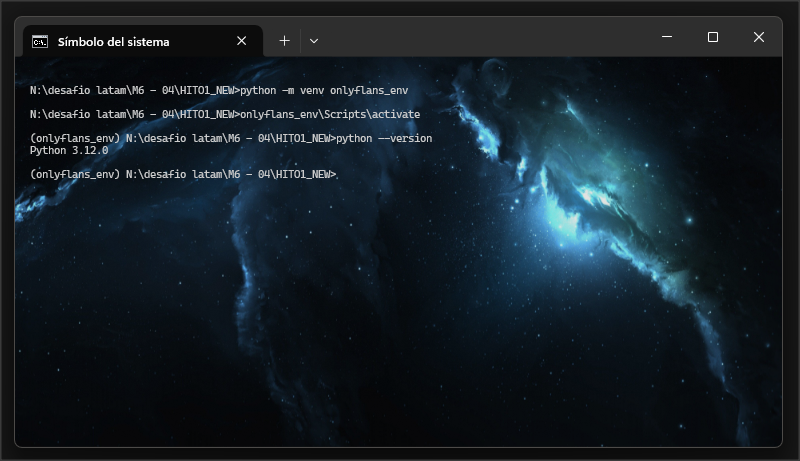 Símbolo del sistema
N:\desafio latam\M6 - 04\HITO1_NEW>python -m venv onlyflans_env
N:\desafio latam\M6 - 04\HITO1_NEW>onlyflans_env\Scripts\activate
(onlyflans_env) N:\desafio latam\M6 - 04\HITO1_NEW>python --version
Python 3.12.0
(onlyflans_env) N:\desafio latam\M6 - 04\HITO1_NEW>